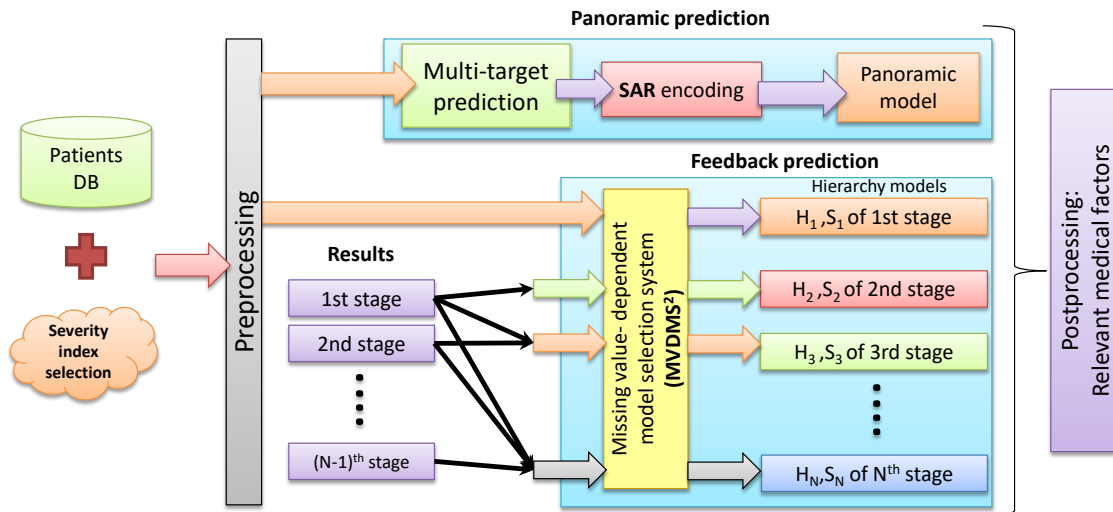 Panoramic prediction
Multi-target
prediction
SAR encoding
Panoramic
model
Patients
DB
Severity
index
selection
Preprocessing
Feedback prediction
Hierarchy models
Results
1st stage
2nd stage
(N-1)th stage
Missing value- dependent
model selection system
(MVDMS²)
H₁,S₁ of 1st stage
H₂,S₂ of 2nd stage
H₃,S₃ of 3rd stage
H_N,S_N of Nth stage
Postprocessing:
Relevant medical factors